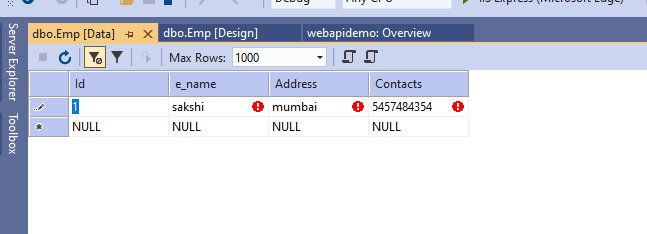 Debug Any CPU IIS Express (Microsoft Edge)
Server Explorer
Toolbox
dbo.Emp [Data] dbo.Emp [Design] webapidemo: Overview
Max Rows: 1000
Id e_name Address Contacts
1 sakshi mumbai 5457484354
NULL NULL NULL NULL